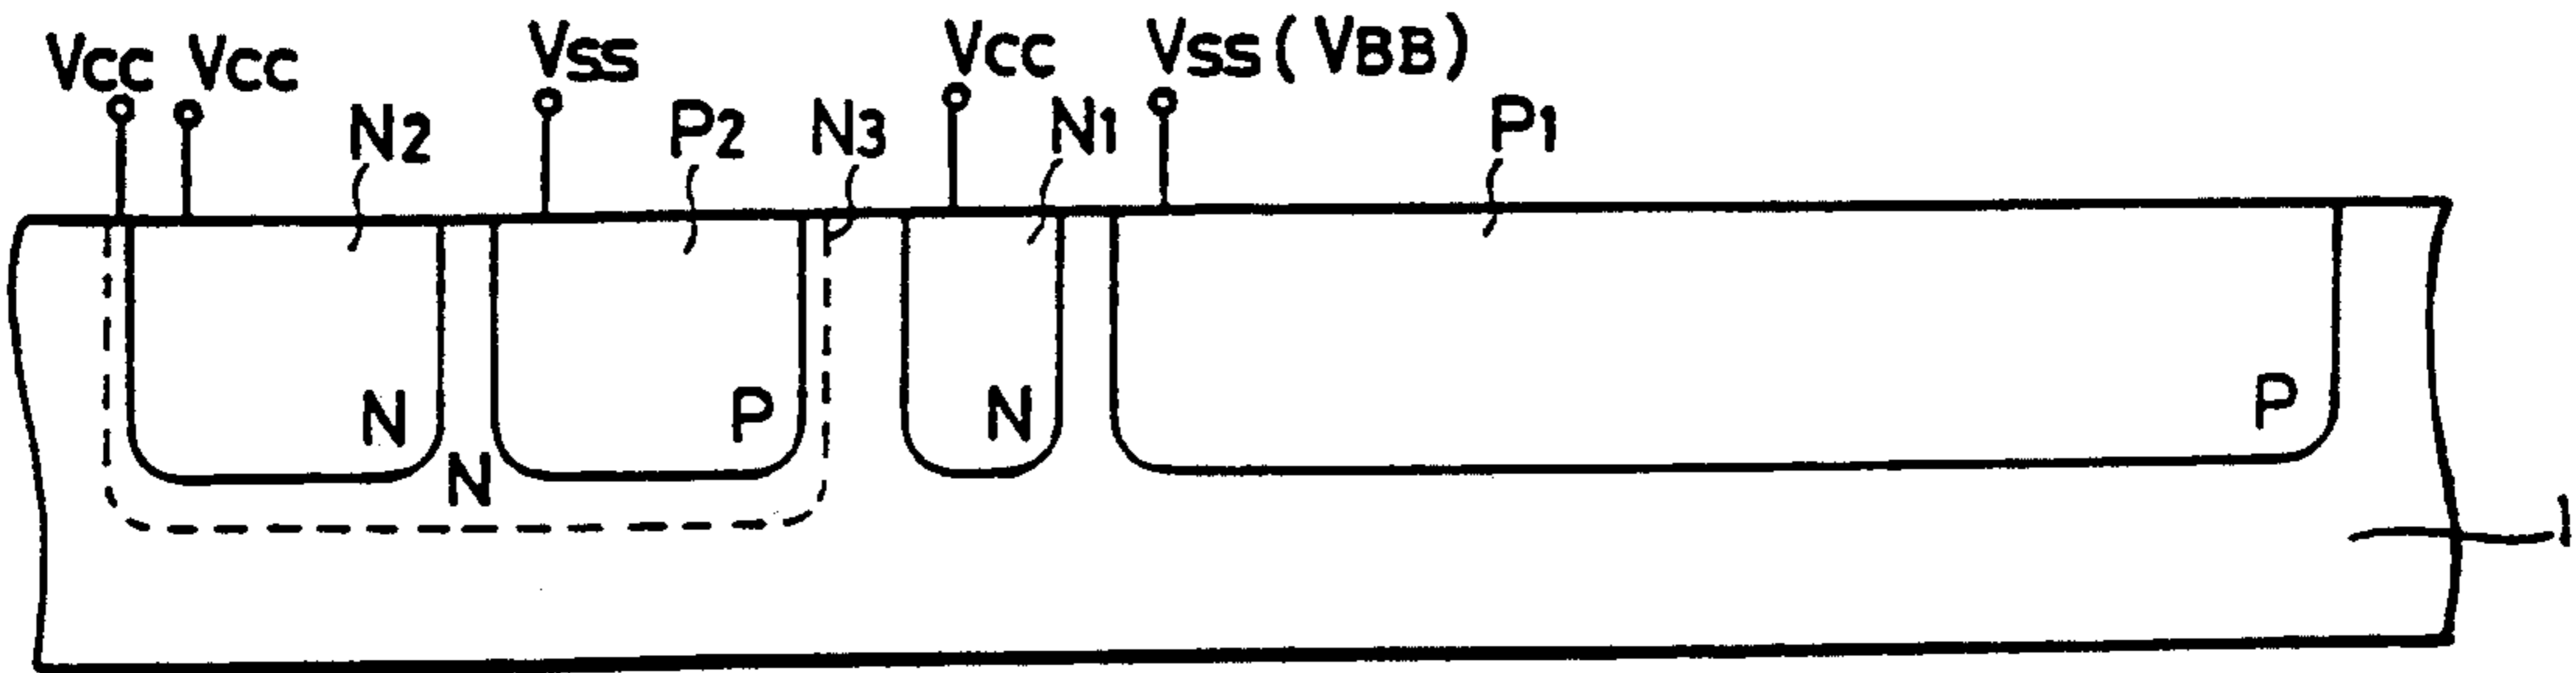 Vcc Vcc Vss Vcc Vss (VBB)
N2 P2 N3 N1 P1
N P N P
N
1